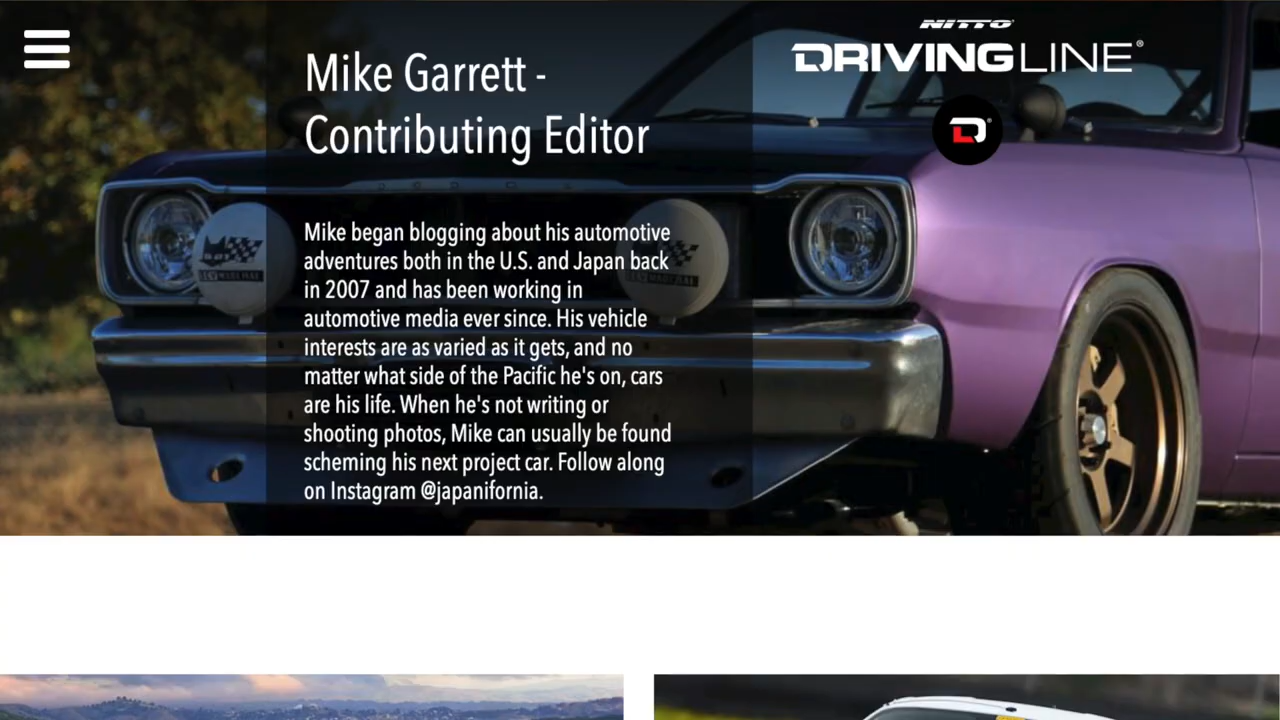 NITTO
DRIVING LINE®
Mike Garrett -
Contributing Editor
Mike began blogging about his automotive
adventures both in the U.S. and Japan back
in 2007 and has been working in
automotive media ever since. His vehicle
interests are as varied as it gets, and no
matter what side of the Pacific he's on, cars
are his life. When he's not writing or
shooting photos, Mike can usually be found
scheming his next project car. Follow along
on Instagram @japanifornia.